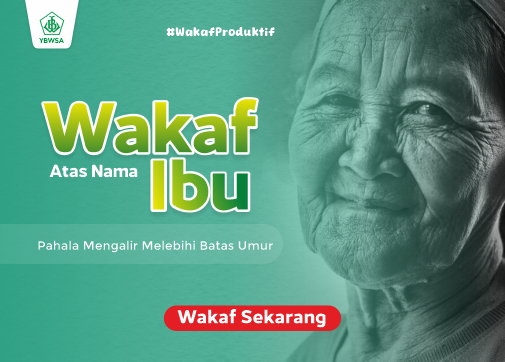 YBWSA
#WakafProduktif
Wakaf
Atas Nama
Ibu
Pahala Mengalir Melebihi Batas Umur
Wakaf Sekarang